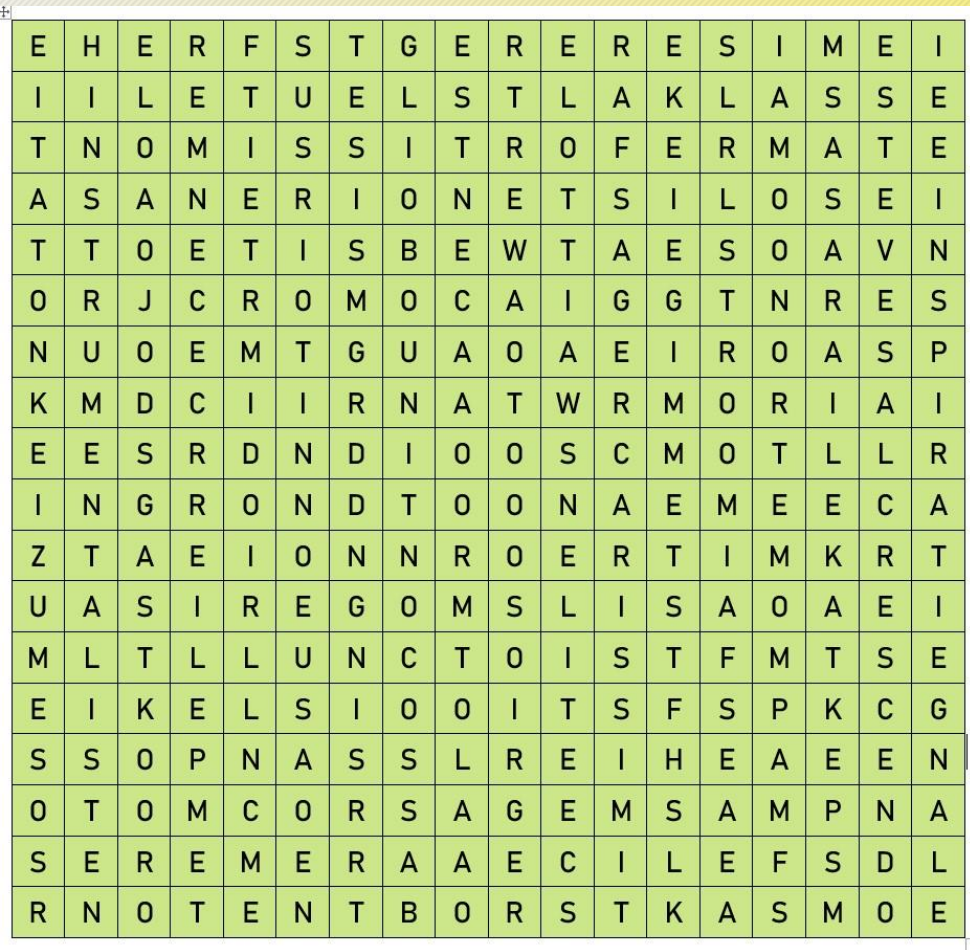 E H E R F S T G E R E R E S I M E I
I I L E T U E L S T L A K L A S S E
T N O M I S S I T R O F E R M A T E
A S A N E R I O N E T S I L O S E I
T T O E T I S B E W T A E S O A V N
O R J C R O M O C A I G G T N R E S
N U O E M T G U A O A E I R O A S P
K M D C I I R N A T W R M O R I A I
E E S R D N D I O O S C M O T L L R
I N G R O N D T O O N A E M E E C A
Z T A E I O N N R O E R T I M K R T
U A S I R E G O M S L I S A O A E I
M L T L L U N C T O I S T F M T S E
E I K E L S I O O I T S F S P K C G
S S O P N A S S L R E I H E A E E N
O T O M C O R S A G E M S A M P N A
S E R E M E R A A E C I L E F S D L
R N O T E N T B O R S T K A S M O E